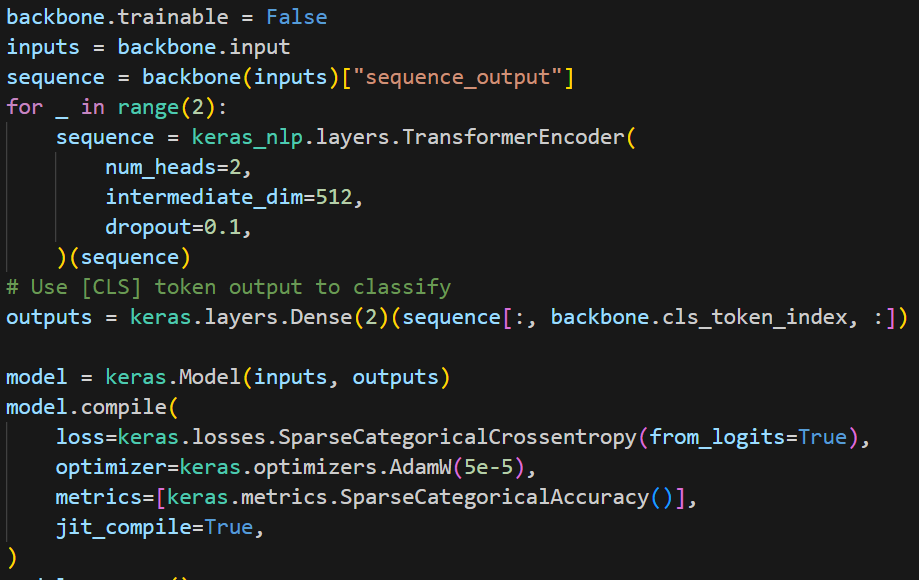 backbone.trainable = False
inputs = backbone.input
sequence = backbone(inputs)["sequence_output"]
for _ in range(2):
    sequence = keras_nlp.layers.TransformerEncoder(
        num_heads=2,
        intermediate_dim=512,
        dropout=0.1,
    )(sequence)
# Use [CLS] token output to classify
outputs = keras.layers.Dense(2)(sequence[:, backbone.cls_token_index, :])

model = keras.Model(inputs, outputs)
model.compile(
    loss=keras.losses.SparseCategoricalCrossentropy(from_logits=True),
    optimizer=keras.optimizers.AdamW(5e-5),
    metrics=[keras.metrics.SparseCategoricalAccuracy()],
    jit_compile=True,
)